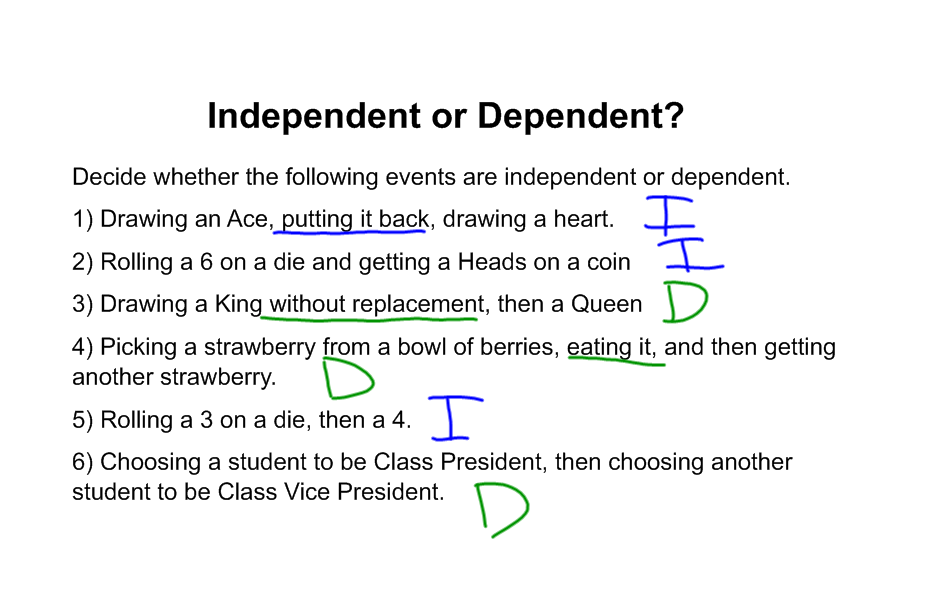 Independent or Dependent?
Decide whether the following events are independent or dependent.
1) Drawing an Ace, putting it back, drawing a heart. I
2) Rolling a 6 on a die and getting a Heads on a coin I
3) Drawing a King without replacement, then a Queen D
4) Picking a strawberry from a bowl of berries, eating it, and then getting
another strawberry. D
5) Rolling a 3 on a die, then a 4. I
6) Choosing a student to be Class President, then choosing another
student to be Class Vice President. D